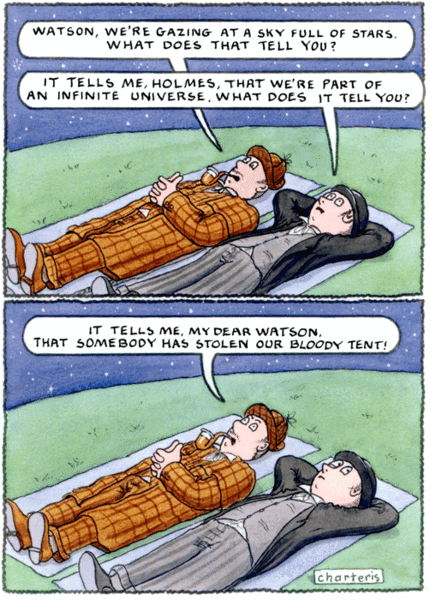 WATSON, WE'RE GAZING AT A SKY FULL OF STARS.
WHAT DOES THAT TELL YOU?
IT TELLS ME, HOLMES, THAT WE'RE PART OF
AN INFINITE UNIVERSE. WHAT DOES IT TELL YOU?
IT TELLS ME, MY DEAR WATSON,
THAT SOMEBODY HAS STOLEN OUR BLOODY TENT!
charteris